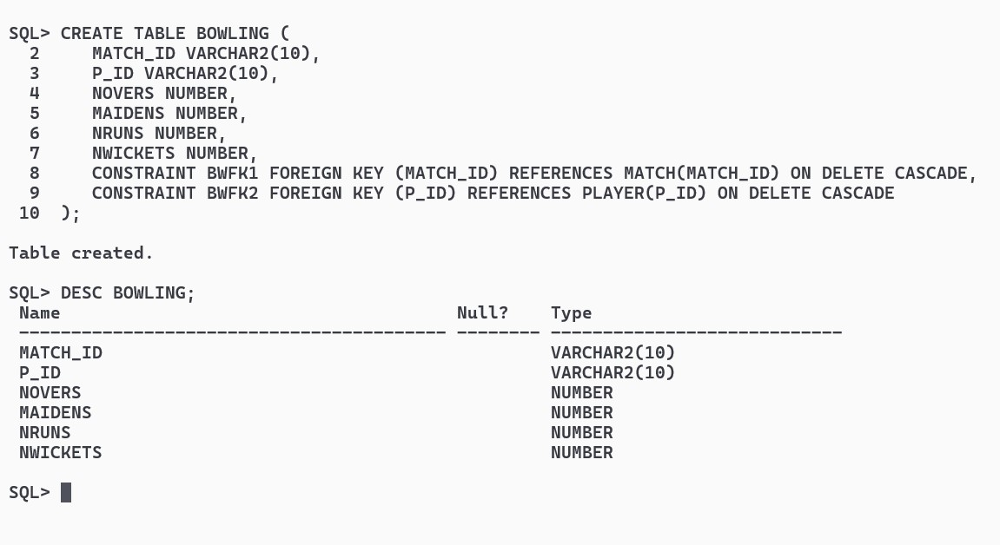 SQL> CREATE TABLE BOWLING (
  2     MATCH_ID VARCHAR2(10),
  3     P_ID VARCHAR2(10),
  4     NOVERS NUMBER,
  5     MAIDENS NUMBER,
  6     NRUNS NUMBER,
  7     NWICKETS NUMBER,
  8     CONSTRAINT BWFK1 FOREIGN KEY (MATCH_ID) REFERENCES MATCH(MATCH_ID) ON DELETE CASCADE,
  9     CONSTRAINT BWFK2 FOREIGN KEY (P_ID) REFERENCES PLAYER(P_ID) ON DELETE CASCADE
 10  );
Table created.
SQL> DESC BOWLING;
 Name                                      Null?    Type
 ----------------------------------------- -------- ----------------------------
 MATCH_ID                                           VARCHAR2(10)
 P_ID                                               VARCHAR2(10)
 NOVERS                                             NUMBER
 MAIDENS                                            NUMBER
 NRUNS                                              NUMBER
 NWICKETS                                           NUMBER
SQL>